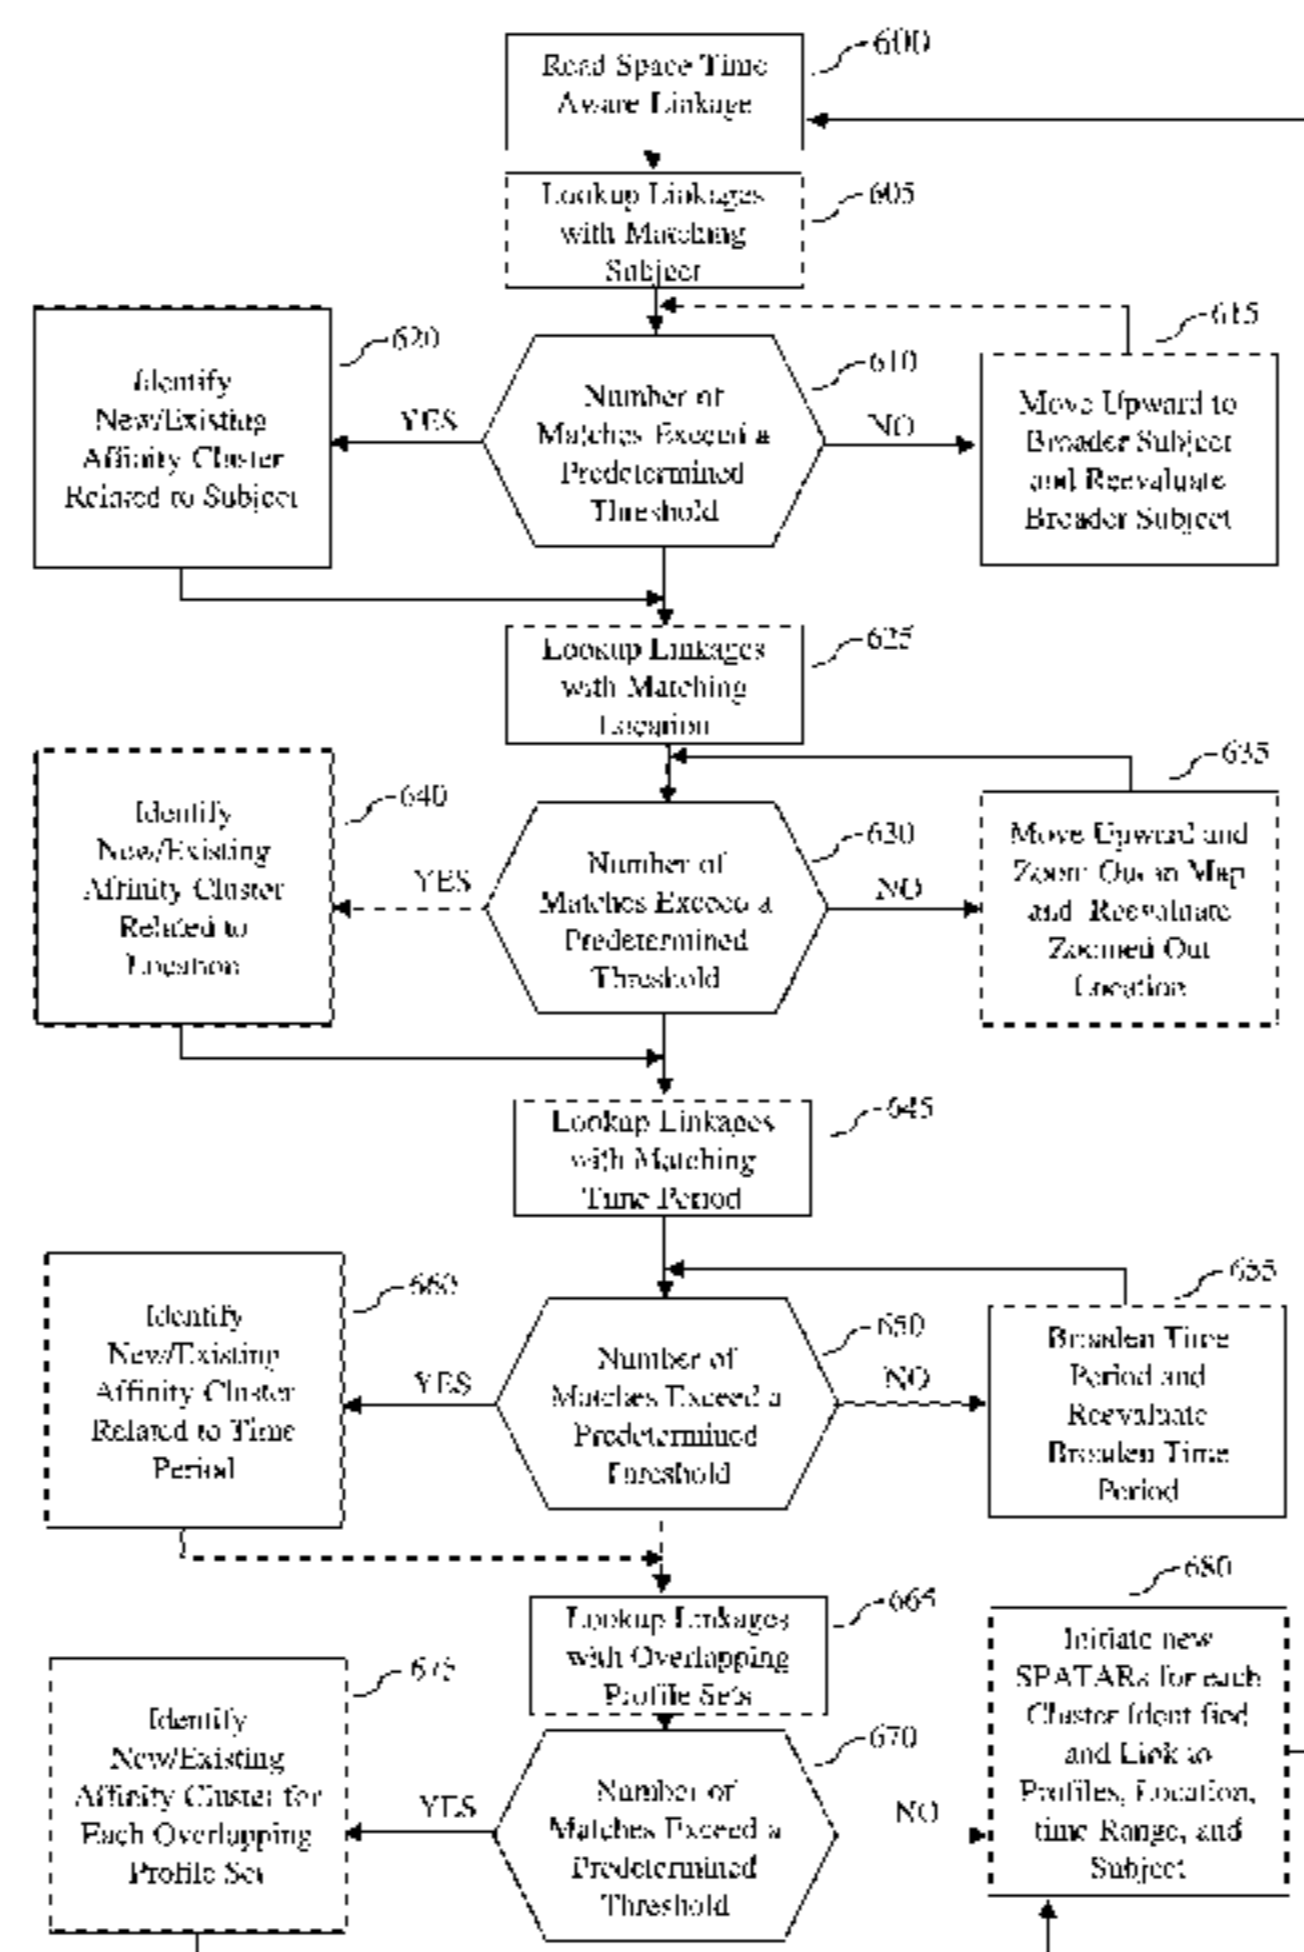 600
Read Space Time
Aware Linkage
605
Lookup Linkages
with Matching
Subject
615
620
610
Identify
New/Existing
Affinity Cluster
Related to Subject
YES
Number of
Matches Exceed a
Predetermined
Threshold
NO
Move Upward to
Broader Subject
and Reevaluate
Broader Subject
625
Lookup Linkages
with Matching
Location
635
640
630
Identify
New/Existing
Affinity Cluster
Related to
Location
YES
Number of
Matches Exceed a
Predetermined
Threshold
NO
Move Upward and
Zoom Out in Map
and Reevaluate
Zoomed Out
Location
645
Lookup Linkages
with Matching
Time Period
655
660
650
Identify
New/Existing
Affinity Cluster
Related to Time
Period
YES
Number of
Matches Exceed a
Predetermined
Threshold
NO
Broaden Time
Period and
Reevaluate
Broaden Time
Period
680
665
Lookup Linkages
with Overlapping
Profile Sets
675
670
Identify
New/Existing
Affinity Cluster for
Each Overlapping
Profile Set
YES
Number of
Matches Exceed a
Predetermined
Threshold
NO
Initiate new
SPATARs for each
Cluster Identified
and Link to
Profiles, Location,
time Range, and
Subject